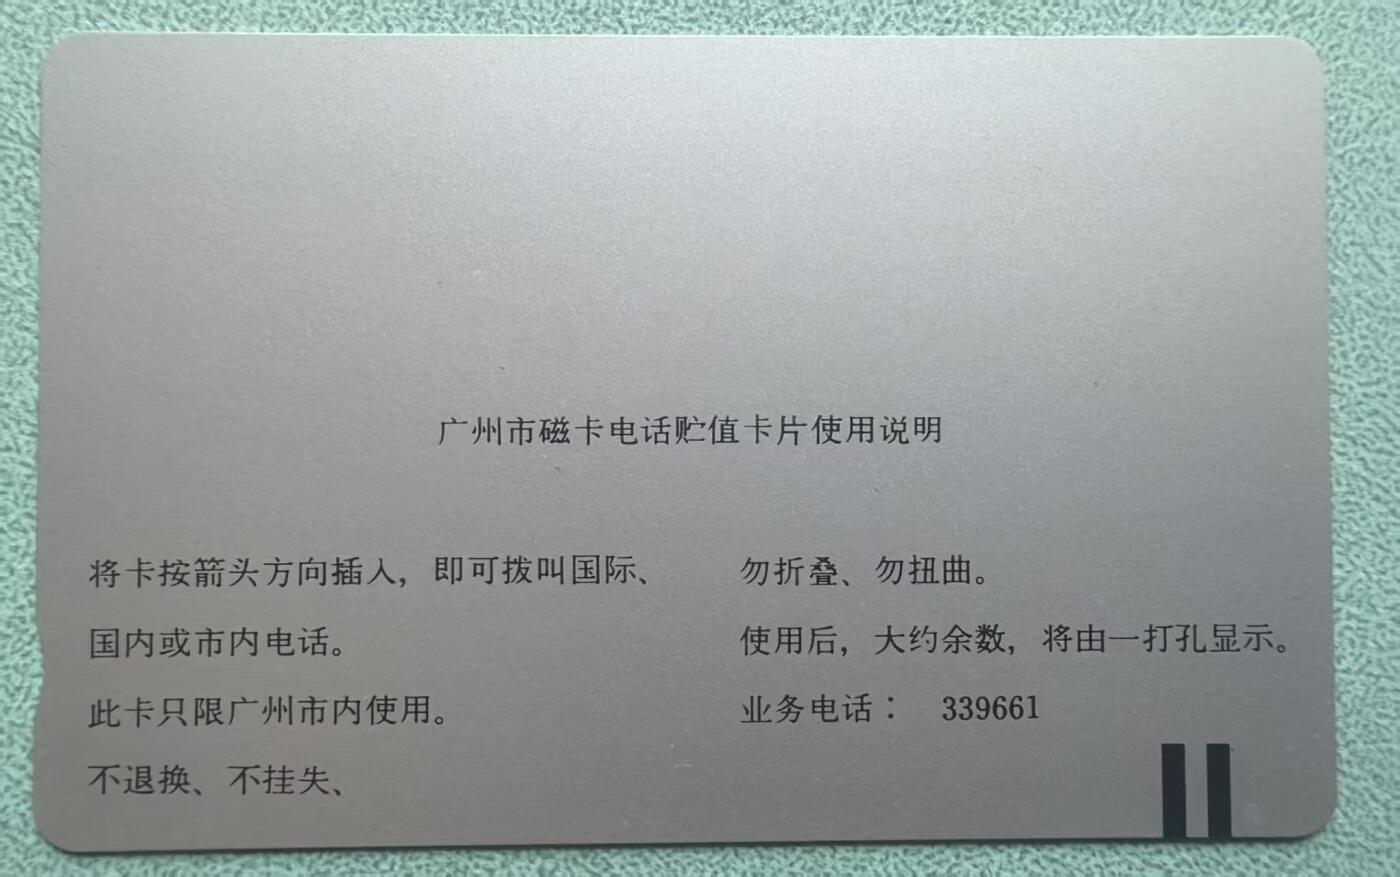 广州市磁卡电话贮值卡片使用说明
将卡按箭头方向插入，即可拨叫国际、
国内或市内电话。
此卡只限广州市内使用。
不退换、不挂失、
勿折叠、勿扭曲。
使用后，大约余数，将由一打孔显示。
业务电话： 339661